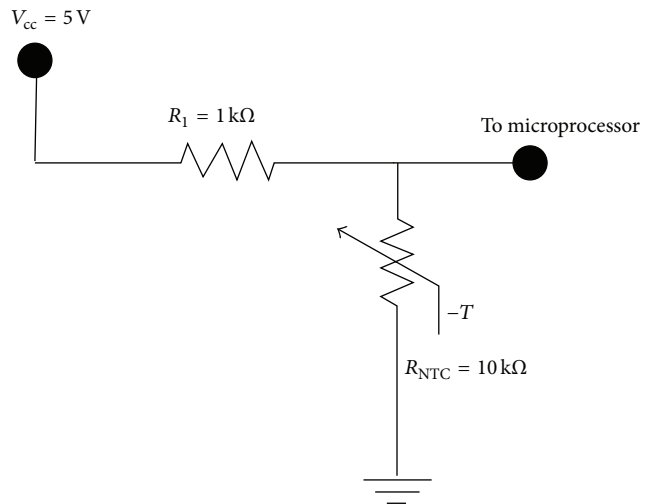 V_cc = 5 V
R_1 = 1 kΩ
To microprocessor
−T
R_NTC = 10 kΩ